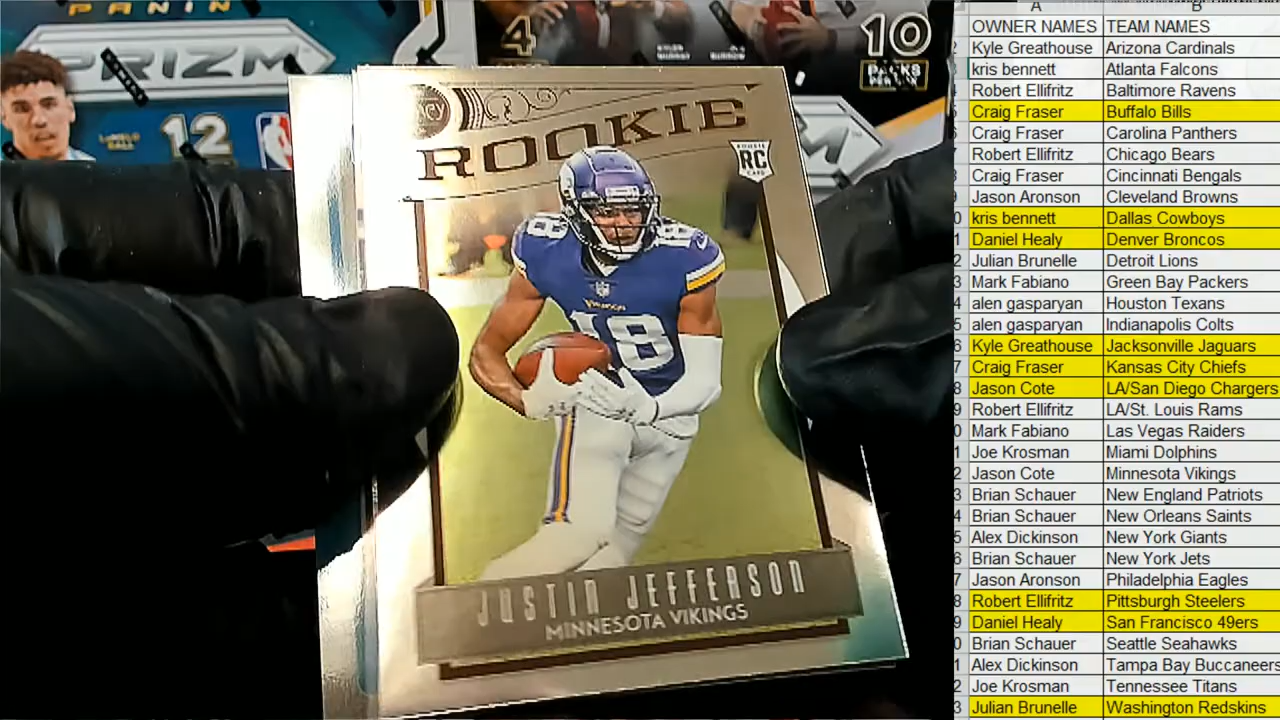 PANINI
PRIZM
12
4
10
PACKS
ROOKIE
RC
18
18
VIKINGS
18
JUSTIN JEFFERSON
MINNESOTA VIKINGS
A B
OWNER NAMES TEAM NAMES
Kyle Greathouse Arizona Cardinals
kris bennett Atlanta Falcons
Robert Ellifritz Baltimore Ravens
Craig Fraser Buffalo Bills
Craig Fraser Carolina Panthers
Robert Ellifritz Chicago Bears
Craig Fraser Cincinnati Bengals
Jason Aronson Cleveland Browns
kris bennett Dallas Cowboys
Daniel Healy Denver Broncos
Julian Brunelle Detroit Lions
Mark Fabiano Green Bay Packers
alen gasaryan Houston Texans
alen gasparyan Indianapolis Colts
Kyle Greathouse Jacksonville Jaguars
Craig Fraser Kansas City Chiefs
Jason Cote LA/San Diego Chargers
Robert Ellifritz LA/St. Louis Rams
Mark Fabiano Las Vegas Raiders
Joe Krosman Miami Dolphins
Jason Cote Minnesota Vikings
Brian Schauer New England Patriots
Brian Schauer New Orleans Saints
Alex Dickinson New York Giants
Brian Schauer New York Jets
Jason Aronson Philadelphia Eagles
Robert Ellifritz Pittsburgh Steelers
Daniel Healy San Francisco 49ers
Brian Schauer Seattle Seahawks
Alex Dickinson Tampa Bay Buccaneers
Joe Krosman Tennessee Titans
Julian Brunelle Washington Redskins